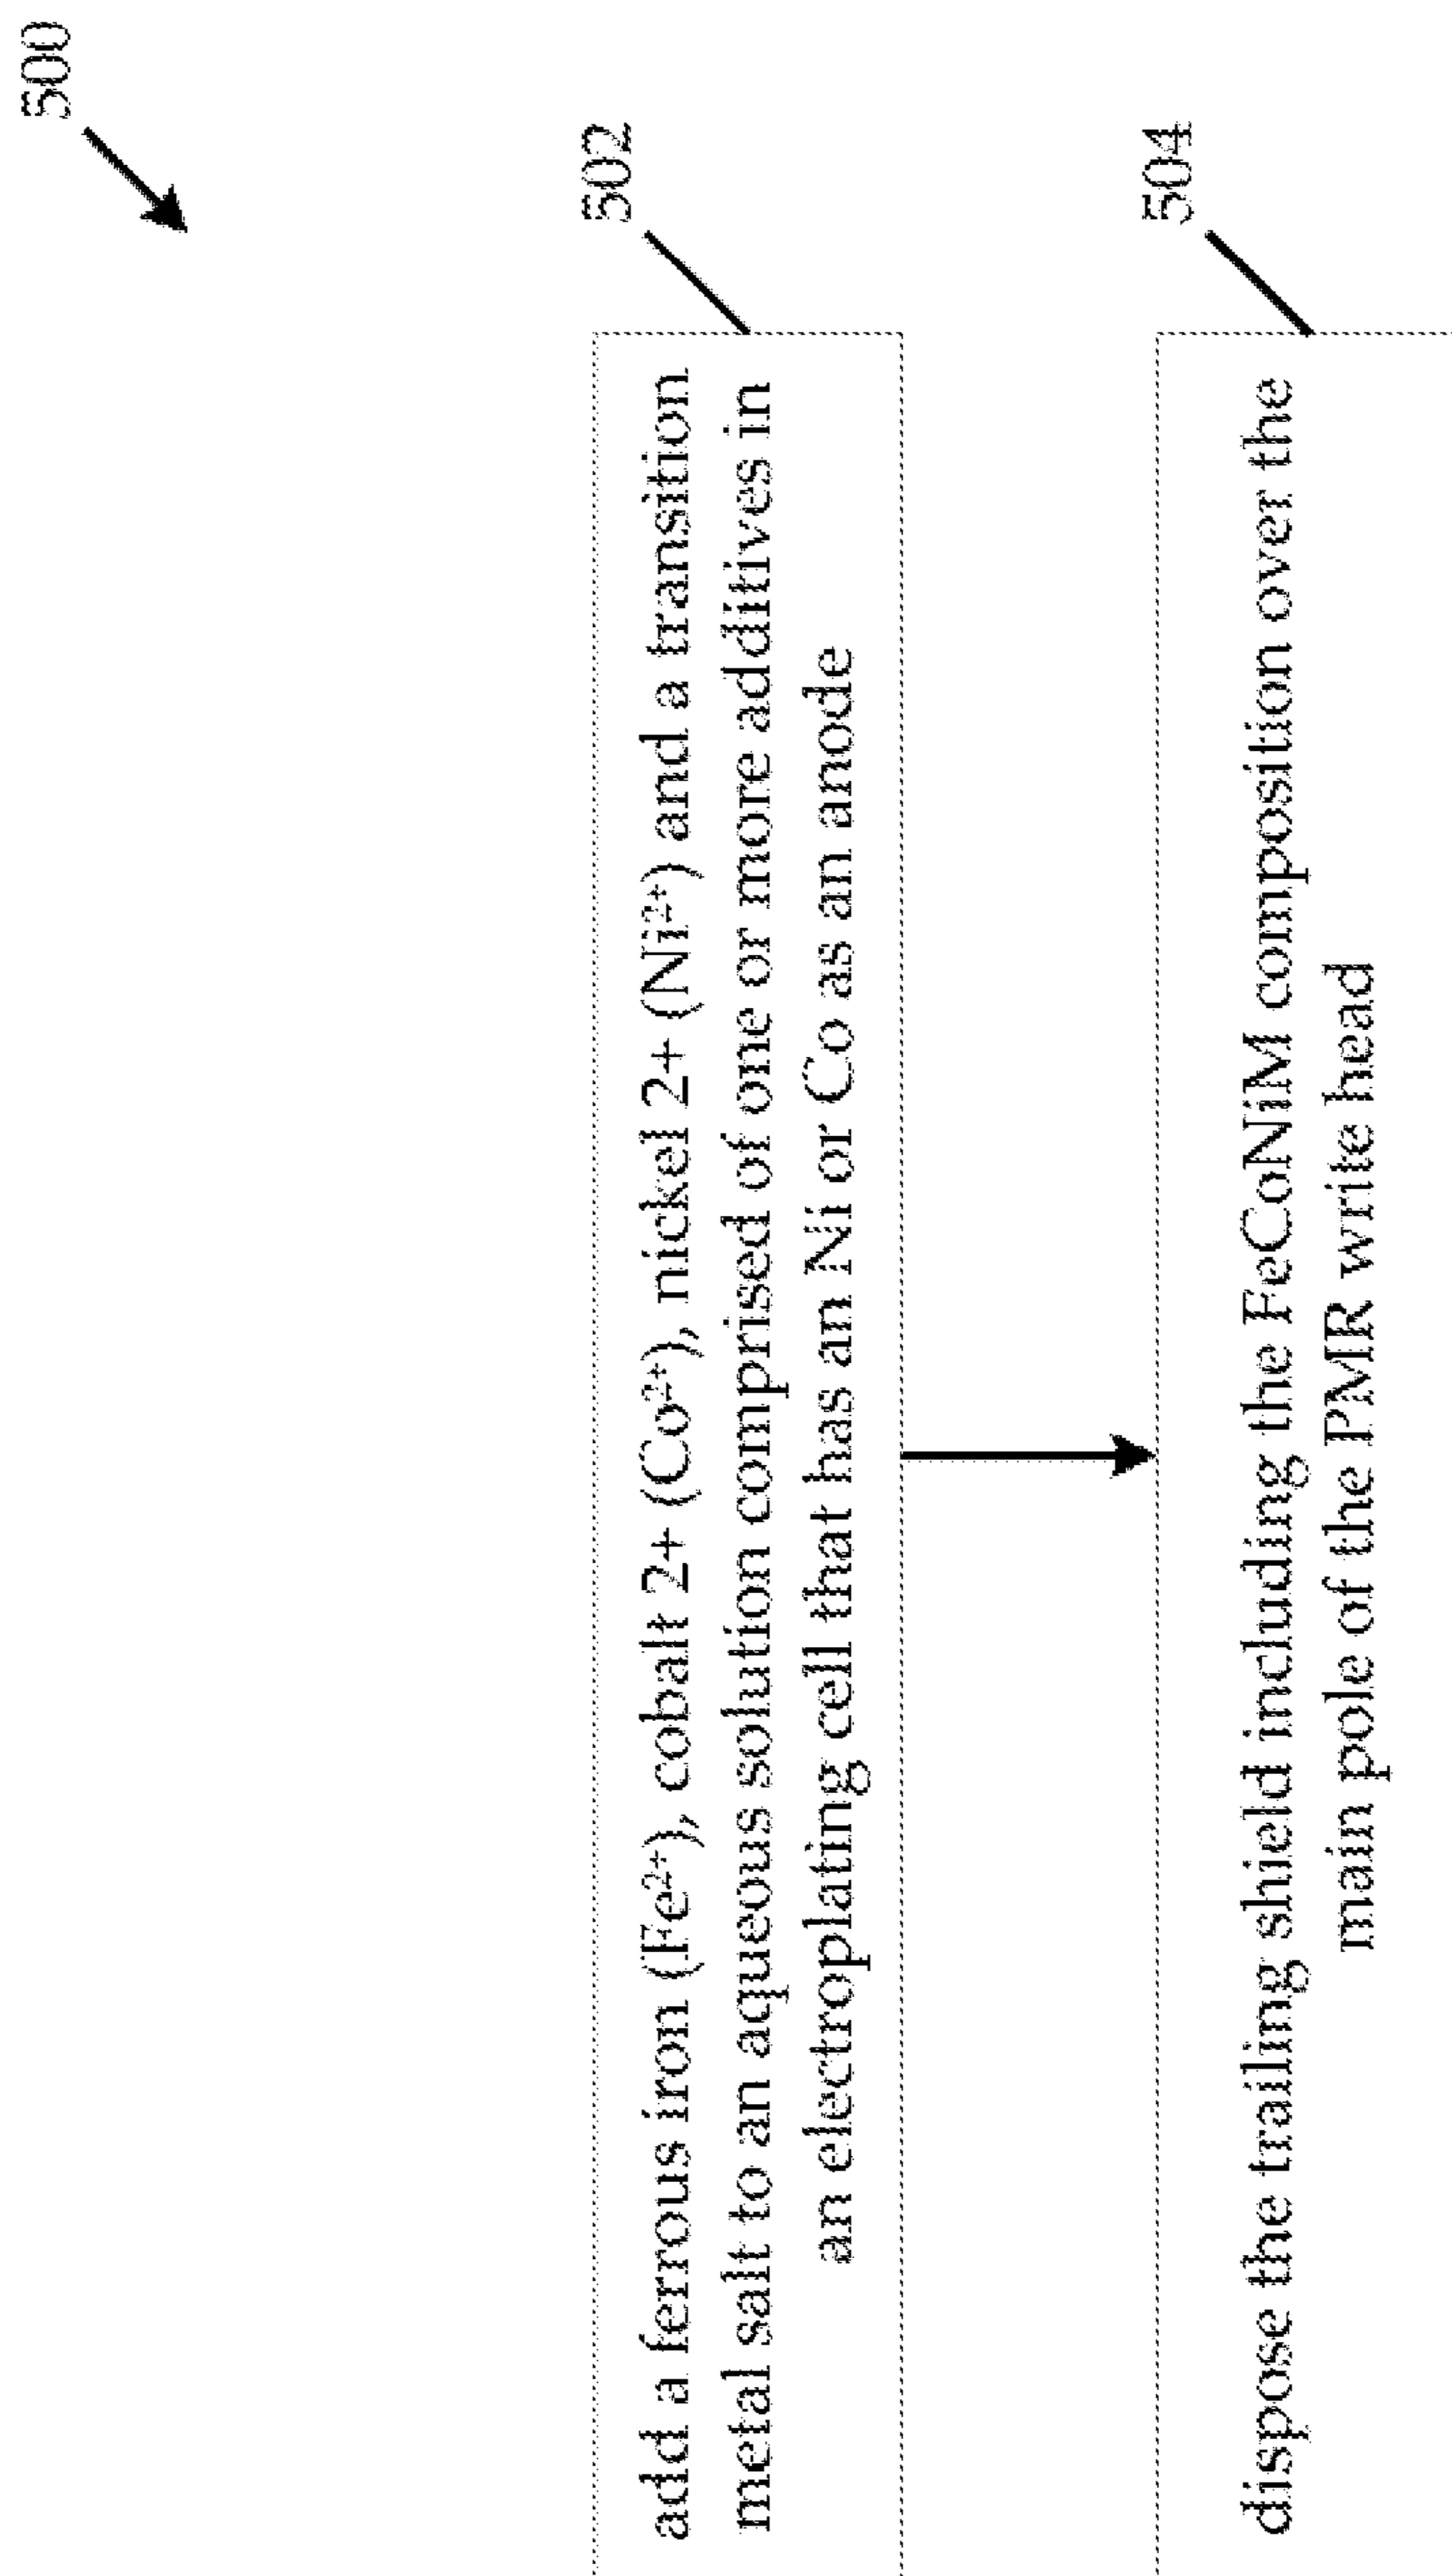 500
502
add a ferrous iron (Fe²⁺), cobalt 2+ (Co²⁺), nickel 2+ (Ni²⁺) and a transition
metal salt to an aqueous solution comprised of one or more additives in
an electroplating cell that has an Ni or Co as an anode
504
dispose the trailing shield including the FeCoNiM composition over the
main pole of the PMR write head